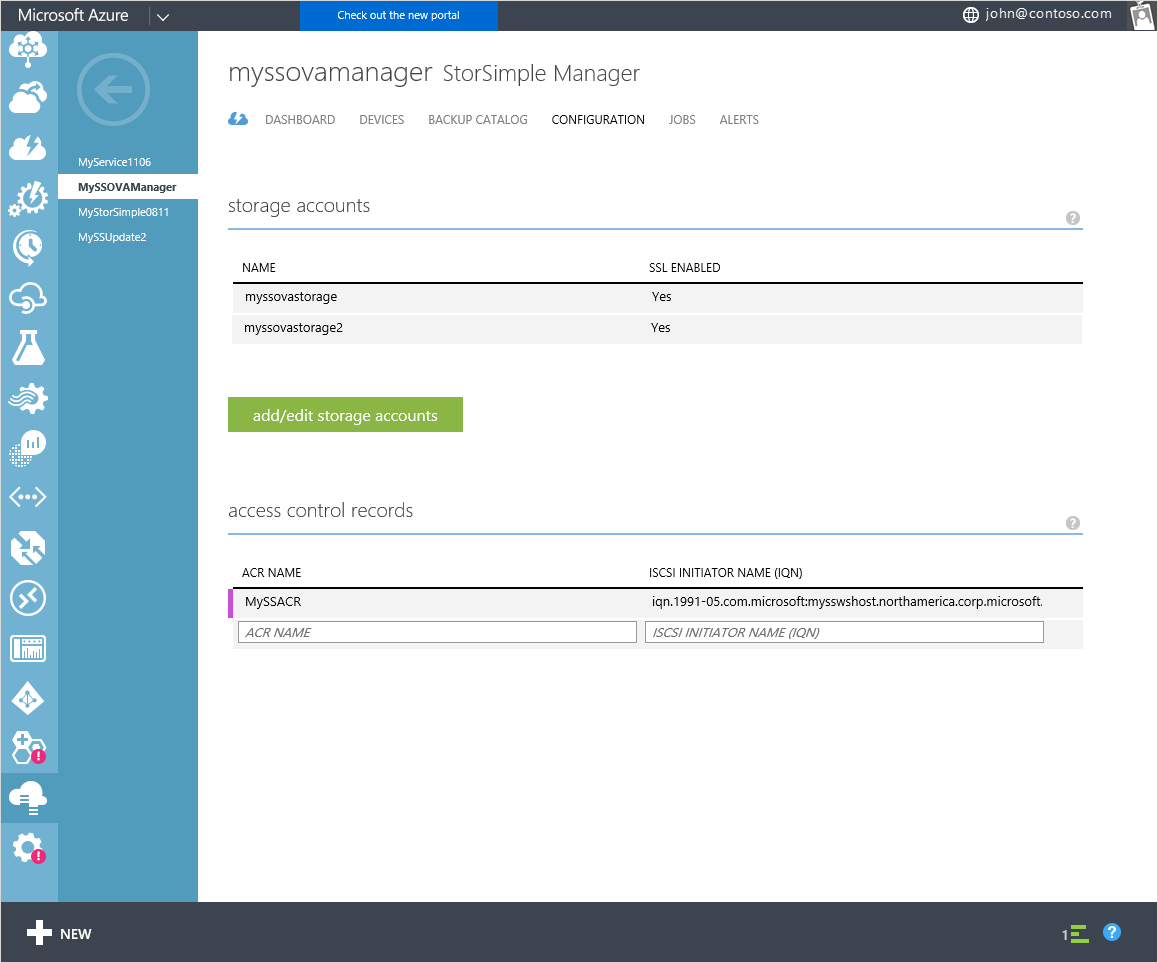 Microsoft Azure
Check out the new portal
john@contoso.com
MyService1106
MySSOVAManager
MyStorSimple0811
MySSUpdate2
myssovamanager StorSimple Manager
DASHBOARD DEVICES BACKUP CATALOG CONFIGURATION JOBS ALERTS
storage accounts
?
NAME SSL ENABLED
myssovastorage Yes
myssovastorage2 Yes
add/edit storage accounts
access control records
?
ACR NAME ISCSI INITIATOR NAME (IQN)
MySSACR iqn.1991-05.com.microsoft:mysswshost.northamerica.corp.microsoft.
ACR NAME ISCSI INITIATOR NAME (IQN)
!
!
NEW
1
?